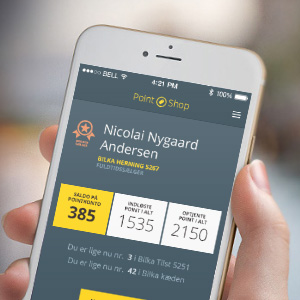 BELL
4:21 PM
100%
Point Shop
Nicolai Nygaard
Andersen
BILKA HERNING 5267
FULDTIDSÆLGER
SALDO PÅ
POINTKONTO
385
INDLØSTE
POINT I ALT
1535
OPTJENTE
POINT I ALT
2150
Du er lige nu nr. 3 i Bilka Tilst 5251
Du er lige nu nr. 42 i Bilka kæden